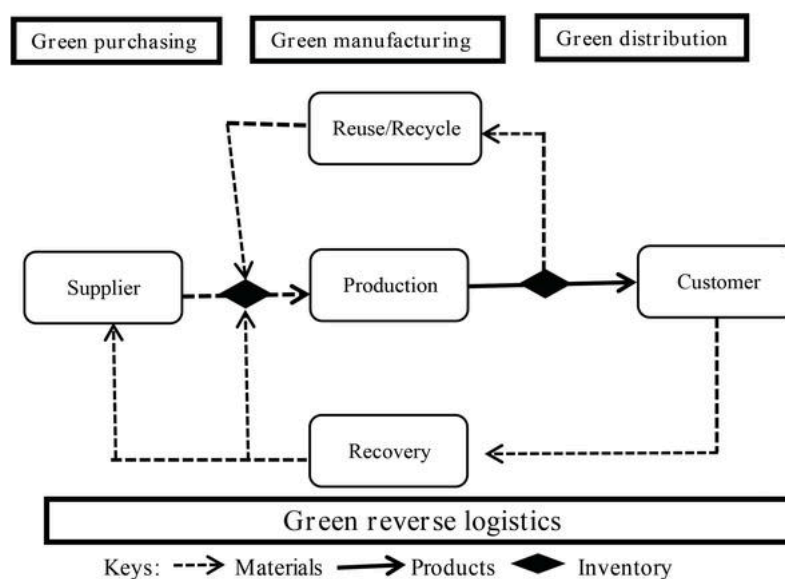 Green purchasing
Green manufacturing
Green distribution
Reuse/Recycle
Supplier
Production
Customer
Recovery
Green reverse logistics
Keys: Materials Products Inventory